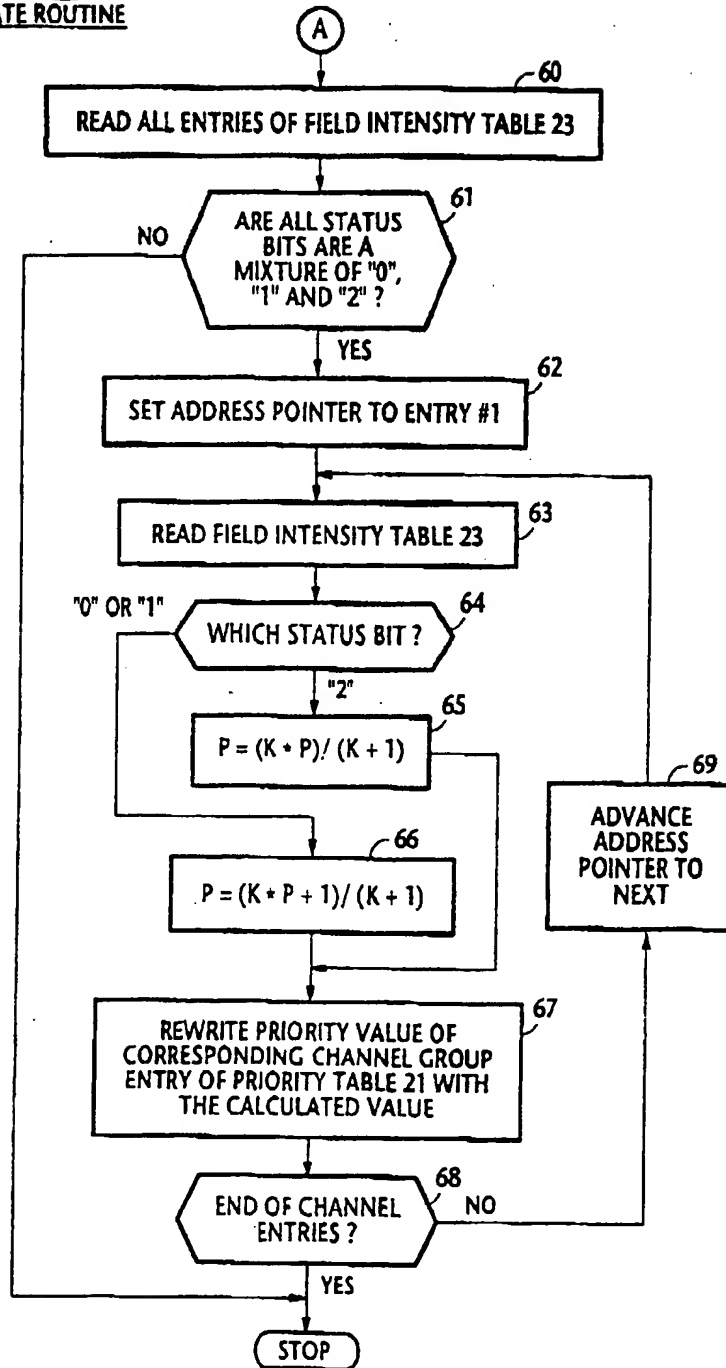 ATE ROUTINE
A
60
READ ALL ENTRIES OF FIELD INTENSITY TABLE 23
61
ARE ALL STATUS
BITS ARE A
MIXTURE OF "0",
"1" AND "2" ?
NO
YES
62
SET ADDRESS POINTER TO ENTRY #1
63
READ FIELD INTENSITY TABLE 23
"0" OR "1"
64
WHICH STATUS BIT ?
"2"
65
P = (K * P) / (K + 1)
66
P = (K * P + 1) / (K + 1)
69
ADVANCE
ADDRESS
POINTER TO
NEXT
67
REWRITE PRIORITY VALUE OF
CORRESPONDING CHANNEL GROUP
ENTRY OF PRIORITY TABLE 21 WITH
THE CALCULATED VALUE
68
END OF CHANNEL
ENTRIES ?
NO
YES
STOP